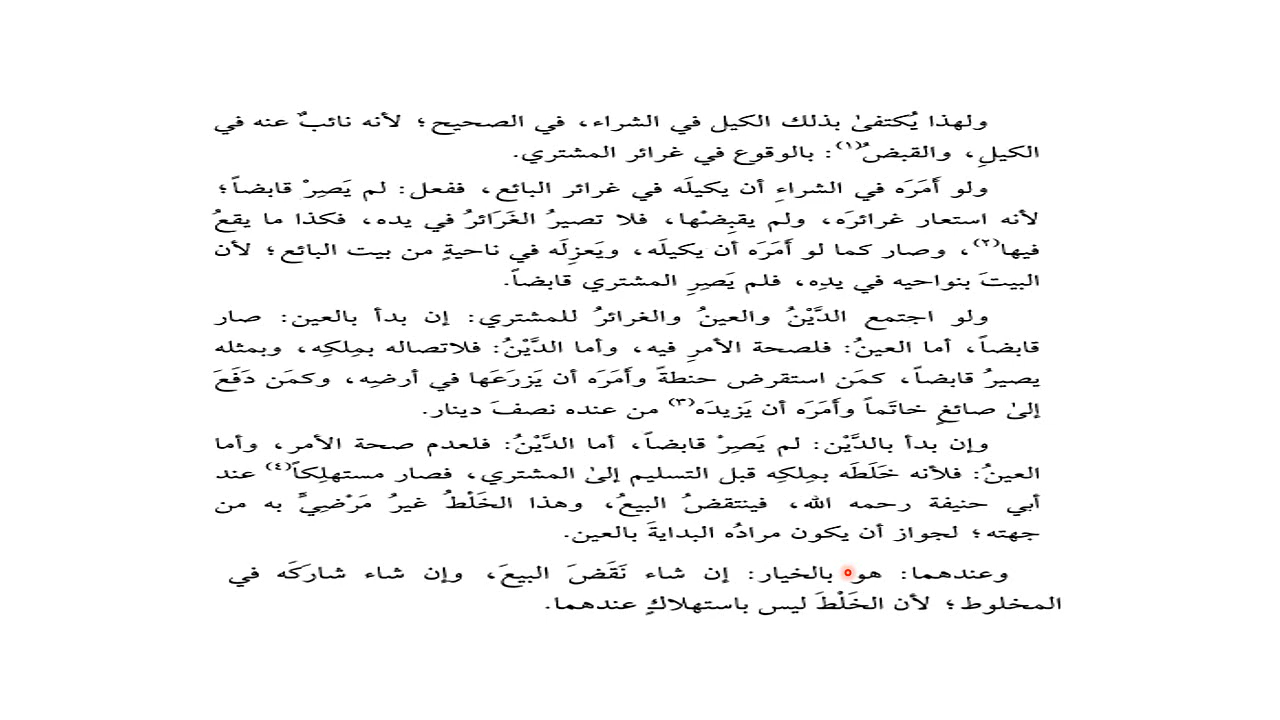 ولهذا يُكتفىٰ بذلك الكيل في الشراء، في الصحيح؛ لأنه نائبٌ عنه في
الكيلِ، والقبضُ(١): بالوقوع في غرائر المشتري.
ولو أَمَرَه في الشراءِ أن يكيلَه في غرائر البائع، ففعل: لم يَصِرْ قابضاً؛
لأنه استعار غرائرَه، ولم يقبِضْها، فلا تصيرُ الغَرَائرُ في يده، فكذا ما يقعُ
فيها(٢)، وصار كما لو أَمَرَه أن يكيلَه، ويَعزِلَه في ناحيةٍ من بيت البائع؛ لأن
البيتَ بنواحيه في يدِه، فلم يَصِرِ المشتري قابضاً.
ولو اجتمع الدَّيْنُ والعينُ والغرائرُ للمشتري: إن بدأ بالعين: صار
قابضاً، أما العينُ: فلصحة الأمرِ فيه، وأما الدَّيْنُ: فلاتصاله بمِلكِه، وبمثله
يصيرُ قابضاً، كمَن استقرض حنطةً وأَمَرَه أن يَزرَعَها في أرضِه، وكمَن دَفَعَ
إلىٰ صائغٍ خاتَماً وأَمَرَه أن يَزيدَه(٣) من عنده نصفَ دينار.
وإن بدأ بالدَّيْن: لم يَصِرْ قابضاً، أما الدَّيْنُ: فلعدم صحة الأمر، وأما
العينُ: فلأنه خَلَطَه بمِلكِه قبل التسليم إلىٰ المشتري، فصار مستهلِكاً(٤) عند
أبي حنيفة رحمه الله، فينتقضُ البيعُ، وهذا الخَلْطُ غيرُ مَرْضِيٍّ به من
جهته؛ لجواز أن يكون مرادُه البدايةَ بالعين.
وعندهما: هو بالخيار: إن شاء نَقَضَ البيعَ، وإن شاء شارَكَه في
المخلوط؛ لأن الخَلْطَ ليس باستهلاكٍ عندهما.